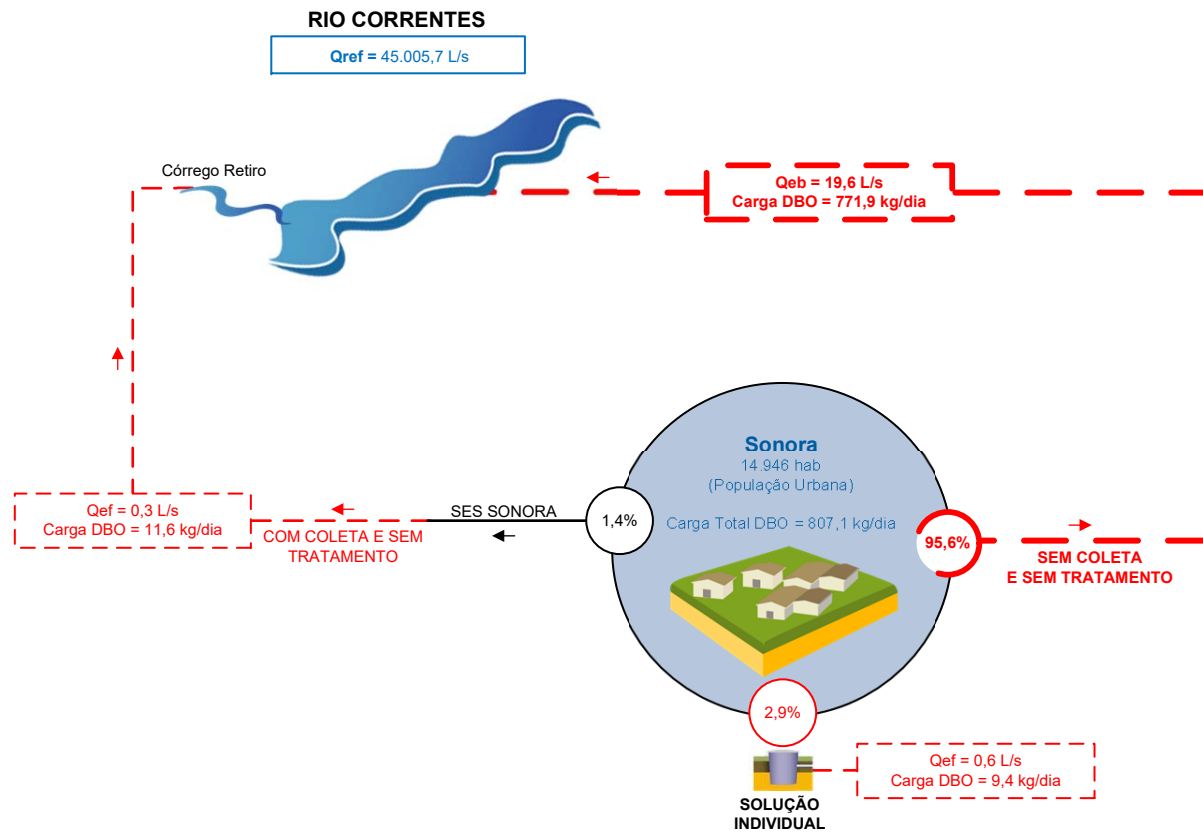 RIO CORRENTES
Qref = 45.005,7 L/s
Córrego Retiro
Qeb = 19,6 L/s
Carga DBO = 771,9 kg/dia
Sonora
14.946 hab
(População Urbana)
Carga Total DBO = 807,1 kg/dia
1,4%
SES SONORA
COM COLETA E SEM
TRATAMENTO
Qef = 0,3 L/s
Carga DBO = 11,6 kg/dia
95,6%
SEM COLETA
E SEM TRATAMENTO
2,9%
Qef = 0,6 L/s
Carga DBO = 9,4 kg/dia
SOLUÇÃO
INDIVIDUAL